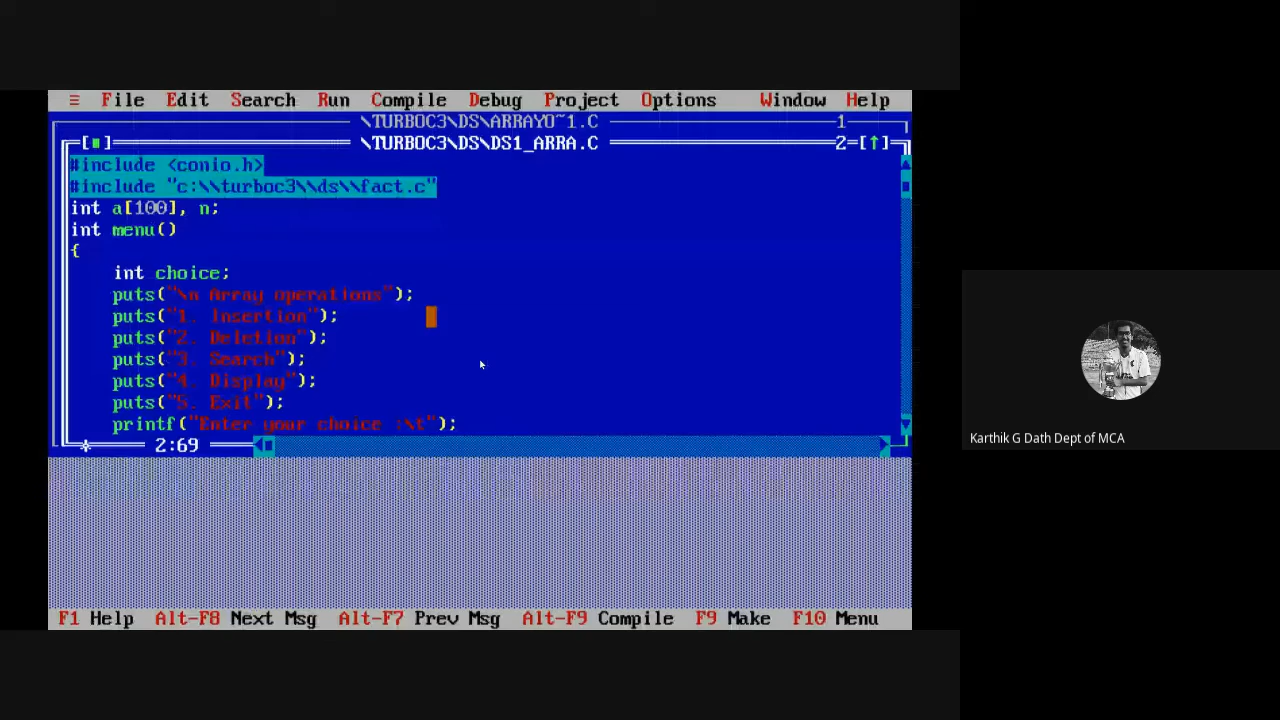 ≡ File Edit Search Run Compile Debug Project Options Window Help
\TURBOC3\DS\ARRAYO~1.C 1
[■] \TURBOC3\DS\DS1_ARRA.C 2=[↑]
#include <conio.h>
#include "c:\\turboc3\\ds\\fact.c"
int a[100], n;
int menu()
{
int choice;
puts("\n Array operations");
puts("1. Insertion");
puts("2. Deletion");
puts("3. Search");
puts("4. Display");
puts("5. Exit");
printf("Enter your choice :\t");
2:69
F1 Help Alt-F8 Next Msg Alt-F7 Prev Msg Alt-F9 Compile F9 Make F10 Menu
Karthik G Dath Dept of MCA